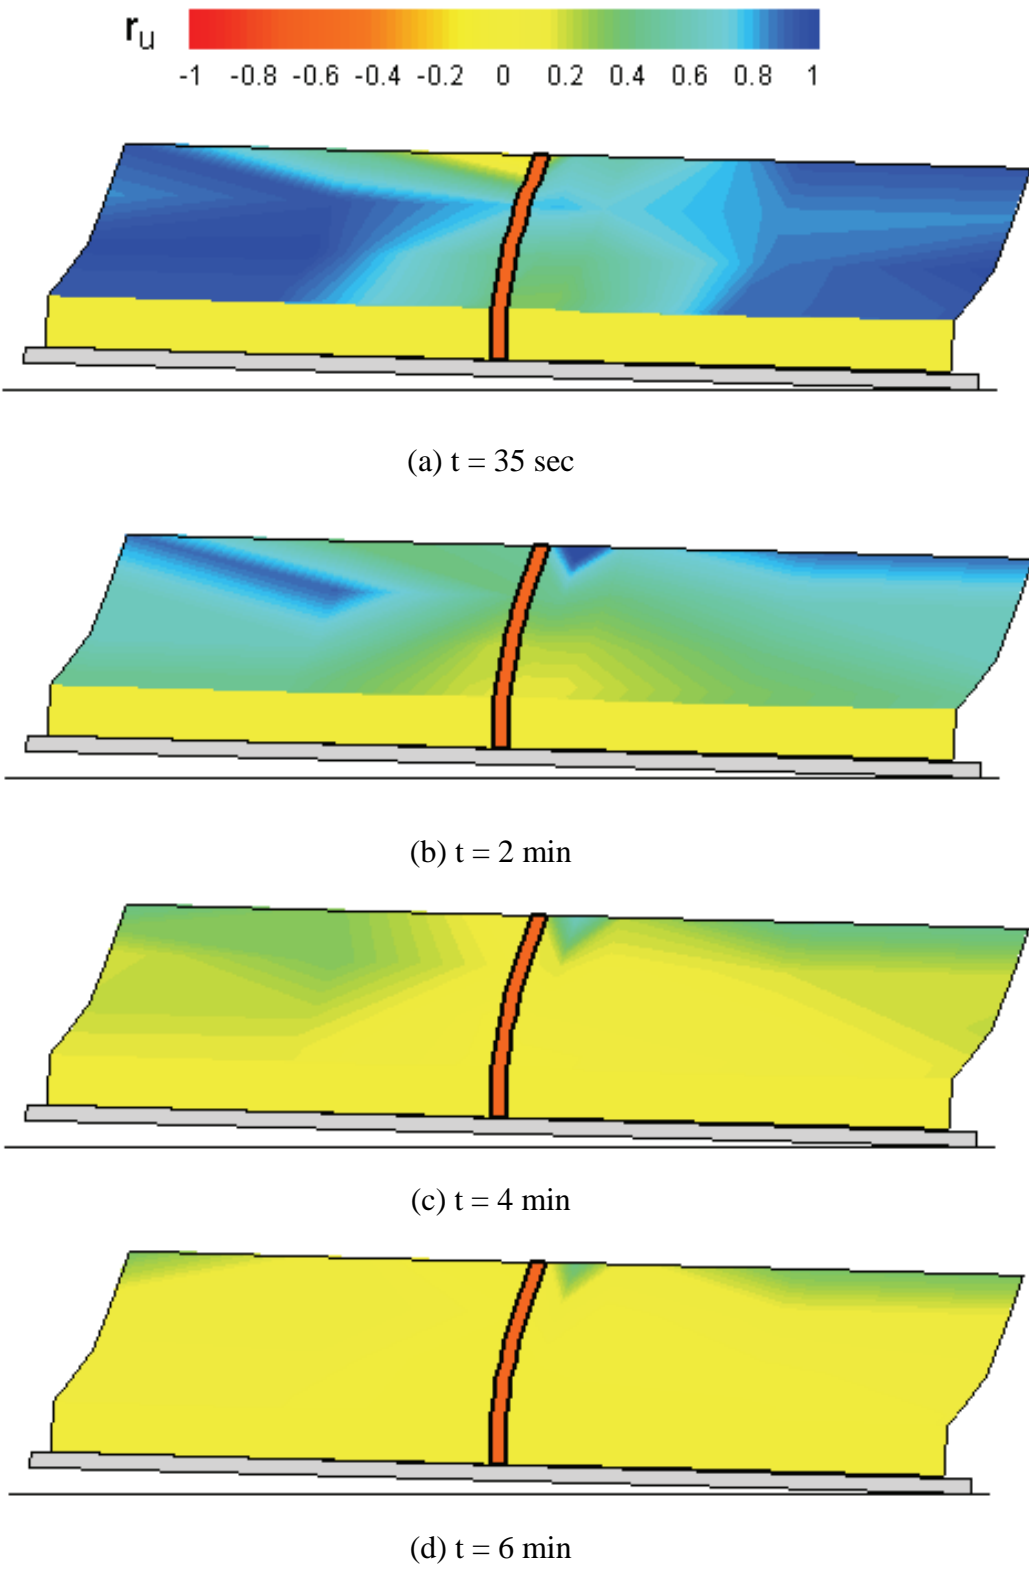 r_u
-1 -0.8 -0.6 -0.4 -0.2 0 0.2 0.4 0.6 0.8 1
(a) t = 35 sec
(b) t = 2 min
(c) t = 4 min
(d) t = 6 min